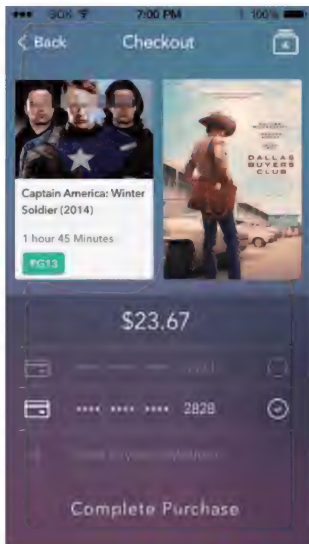 7:00 PM
100%
Back
Checkout
4
DALLAS
BUYERS
CLUB
Captain America: Winter
Soldier (2014)
1 hour 45 Minutes
PG13
$23.67
•••• •••• •••• 2828
Complete Purchase